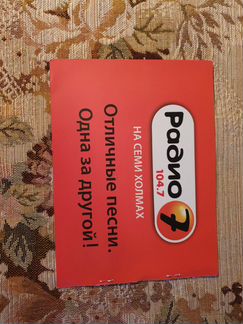 Радио 7
104.7
НА СЕМИ ХОЛМАХ
Отличные песни.
Одна за другой!